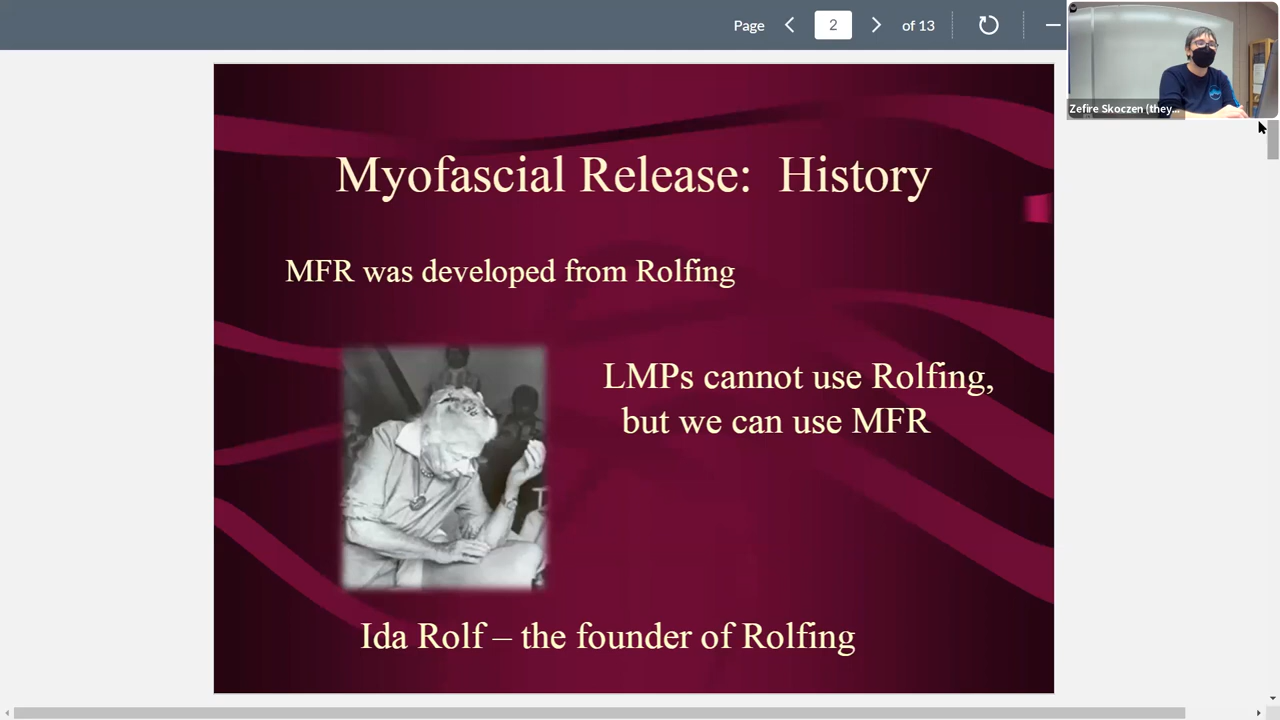 Page
2
of 13
Zefire Skoczen (they...
Myofascial Release:  History
MFR was developed from Rolfing
LMPs cannot use Rolfing,
but we can use MFR
Ida Rolf – the founder of Rolfing